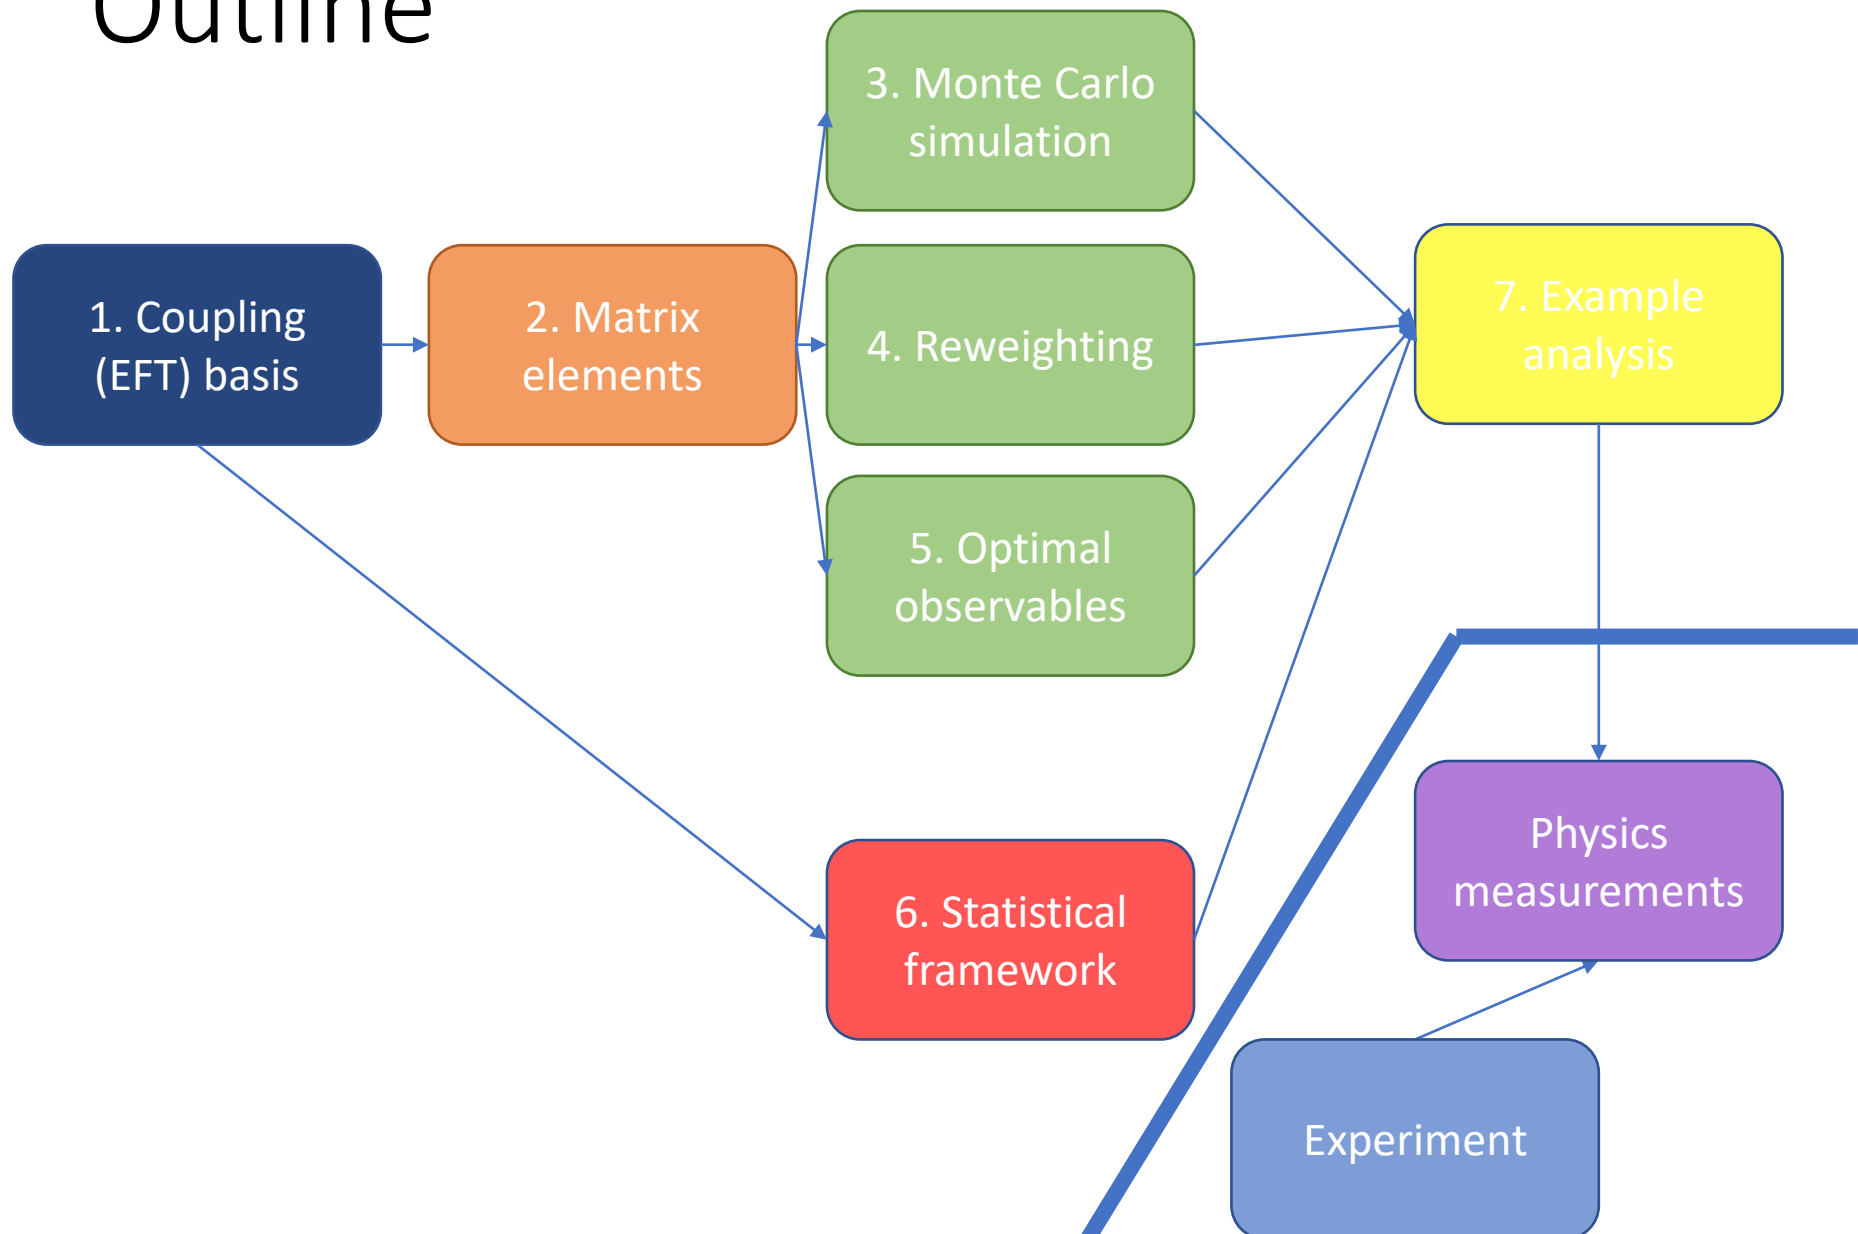 Outline
3. Monte Carlo
simulation
1. Coupling
(EFT) basis
2. Matrix
elements
4. Reweighting
7. Example
analysis
5. Optimal
observables
6. Statistical
framework
Physics
measurements
Experiment